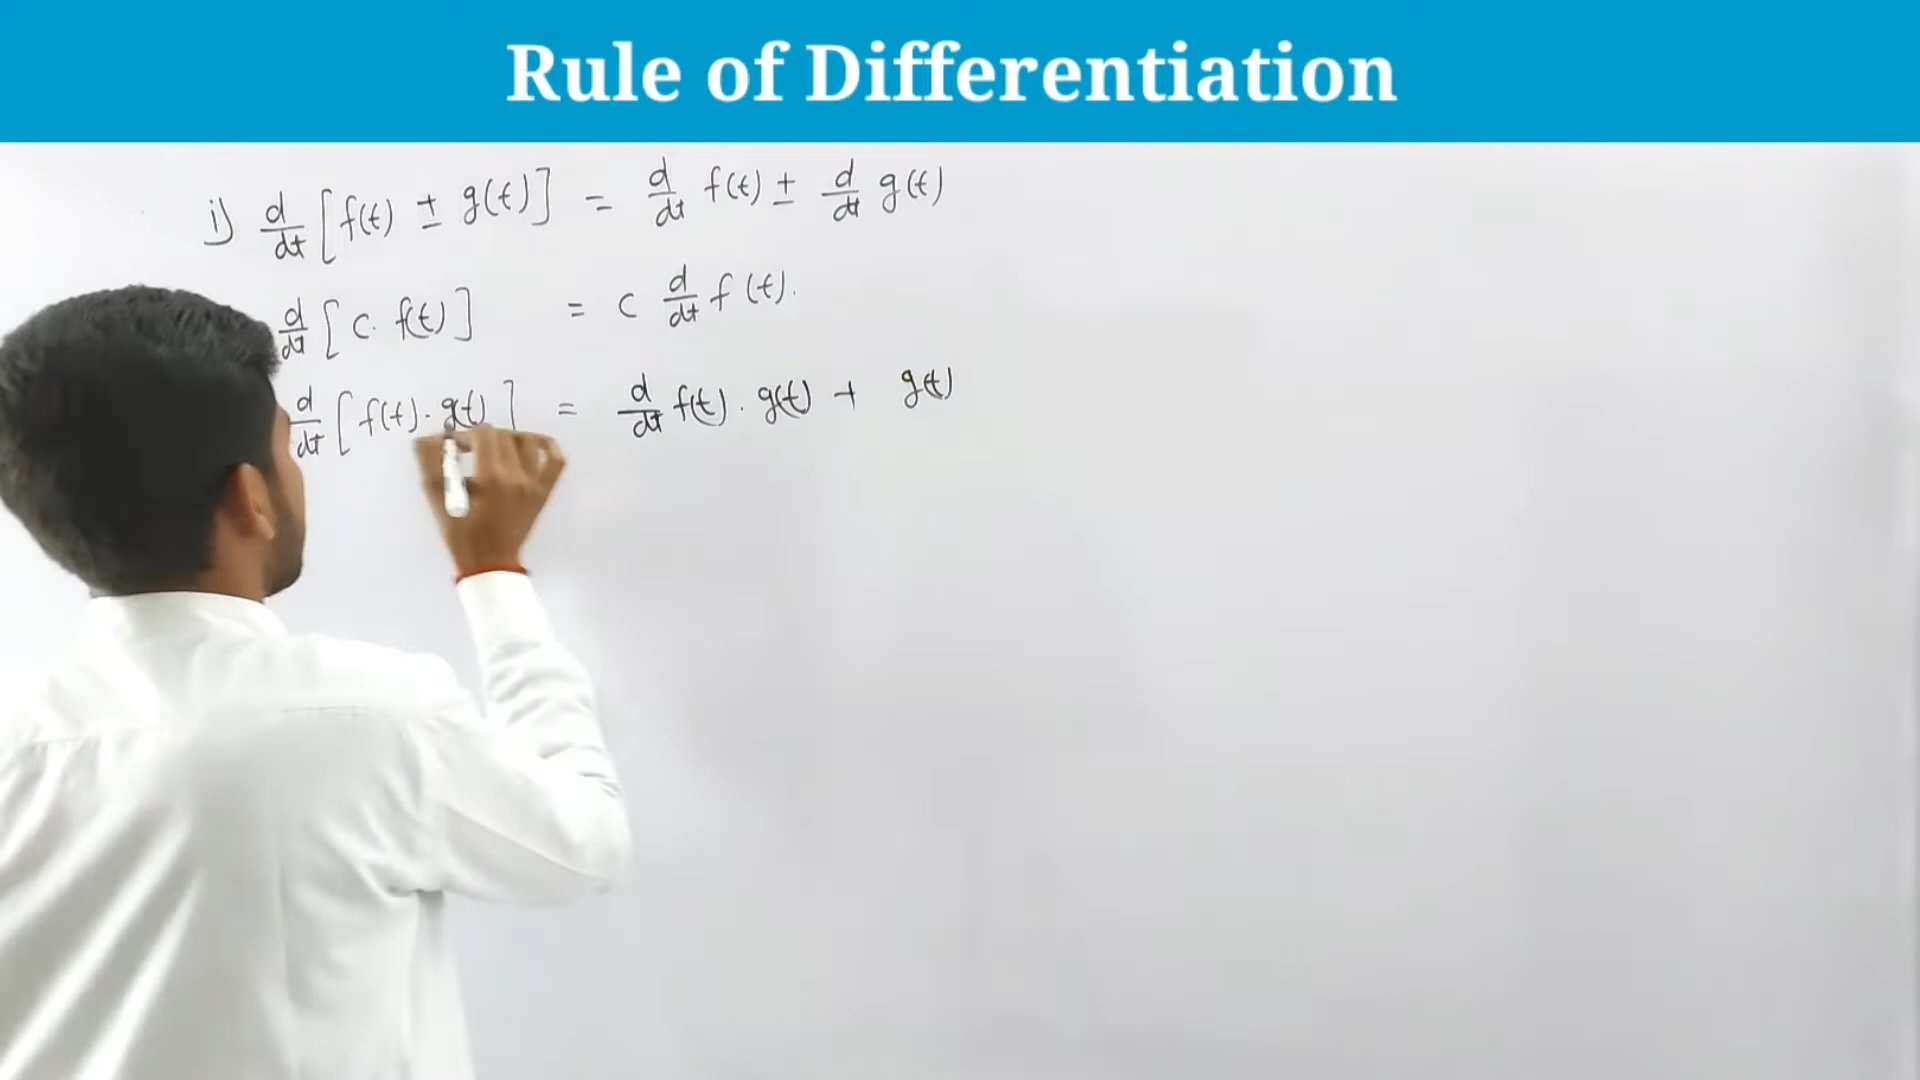 Rule of Differentiation
i) d/dt [f(t) ± g(t)] = d/dt f(t) ± d/dt g(t)
d/dt [c. f(t)] = c d/dt f(t).
d/dt [f(t) . g(t)] = d/dt f(t) . g(t) + g(t)